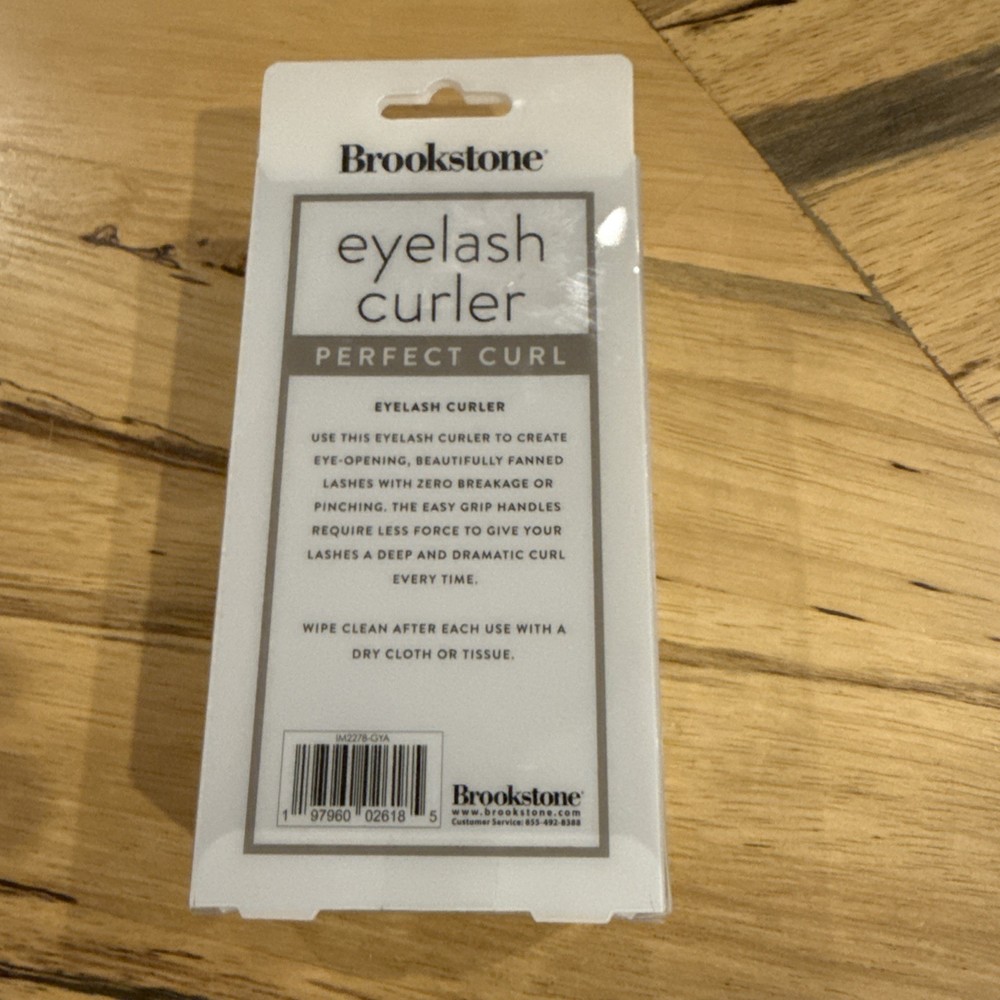 Brookstone
eyelash
curler
PERFECT CURL
EYELASH CURLER
USE THIS EYELASH CURLER TO CREATE
EYE-OPENING, BEAUTIFULLY FANNED
LASHES WITH ZERO BREAKAGE OR
PINCHING. THE EASY GRIP HANDLES
REQUIRE LESS FORCE TO GIVE YOUR
LASHES A DEEP AND DRAMATIC CURL
EVERY TIME.
WIPE CLEAN AFTER EACH USE WITH A
DRY CLOTH OR TISSUE.
IM2278-GYA
1 97960 02618 5
Brookstone
www.brookstone.com
Customer Service: 855-492-8388